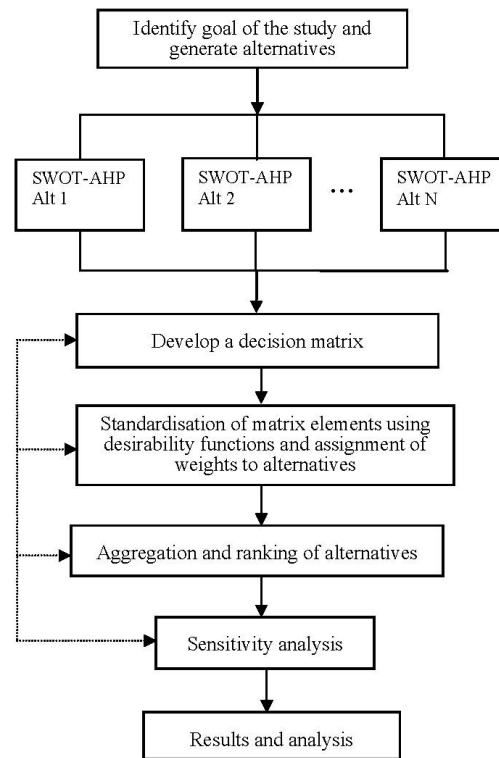 Identify goal of the study and
generate alternatives
SWOT-AHP
Alt 1
SWOT-AHP
Alt 2
...
SWOT-AHP
Alt N
Develop a decision matrix
Standardisation of matrix elements using
desirability functions and assignment of
weights to alternatives
Aggregation and ranking of alternatives
Sensitivity analysis
Results and analysis